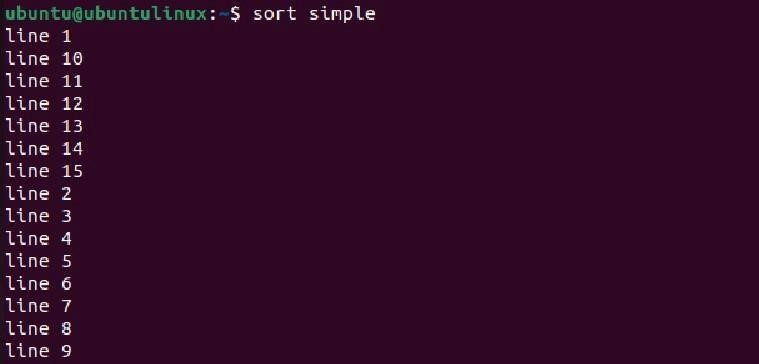 ubuntu@ubuntulinux:~$ sort simple
line 1
line 10
line 11
line 12
line 13
line 14
line 15
line 2
line 3
line 4
line 5
line 6
line 7
line 8
line 9